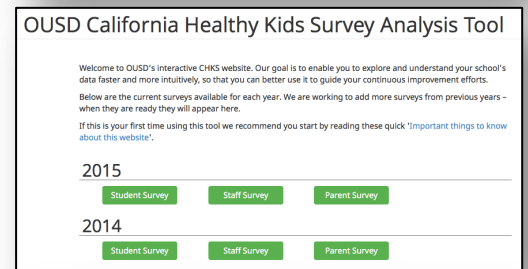 OUSD California Healthy Kids Survey Analysis Tool
Welcome to OUSD's interactive CHKS website. Our goal is to enable you to explore and understand your school's
data faster and more intuitively, so that you can better use it to guide your continuous improvement efforts.
Below are the current surveys available for each year. We are working to add more surveys from previous years –
when they are ready they will appear here.
If this is your first time using this tool we recommend you start by reading these quick 'Important things to know
about this website'.
2015
Student Survey Staff Survey Parent Survey
2014
Student Survey Staff Survey Parent Survey